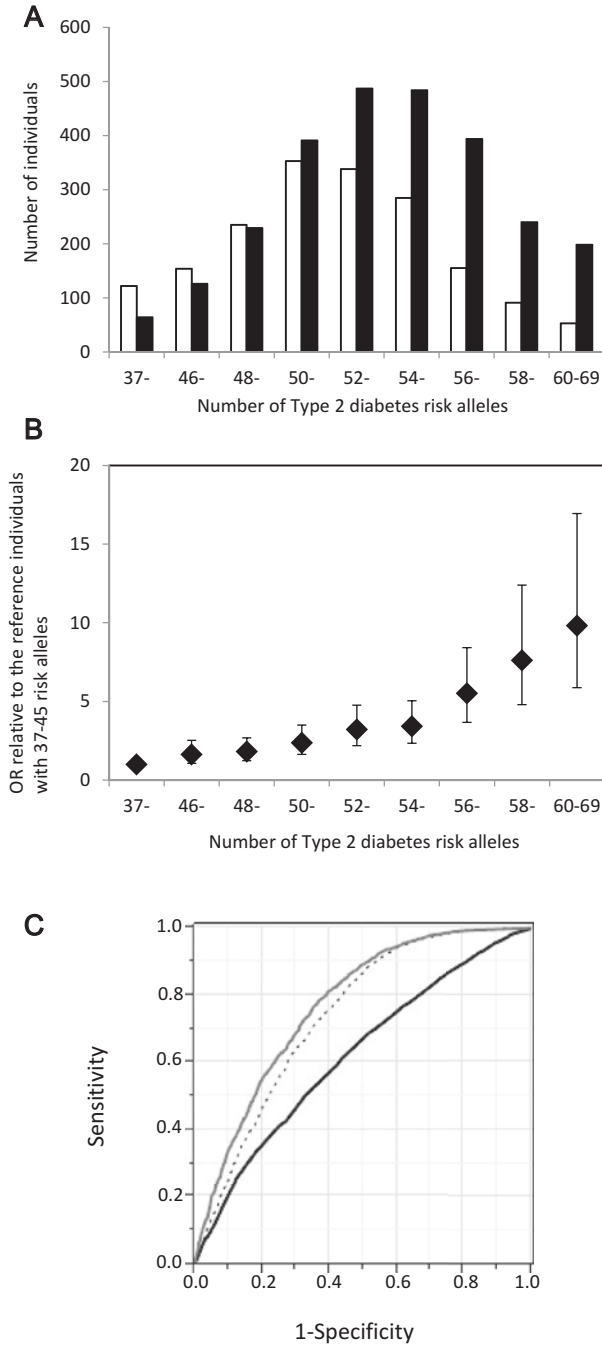 A
Number of individuals
600
500
400
300
200
100
0
37- 46- 48- 50- 52- 54- 56- 58- 60-69
Number of Type 2 diabetes risk alleles
B
OR relative to the reference individuals
with 37-45 risk alleles
20
15
10
5
0
37- 46- 48- 50- 52- 54- 56- 58- 60-69
Number of Type 2 diabetes risk alleles
C
Sensitivity
1.0
0.8
0.6
0.4
0.2
0.0
0.0 0.2 0.4 0.6 0.8 1.0
1-Specificity